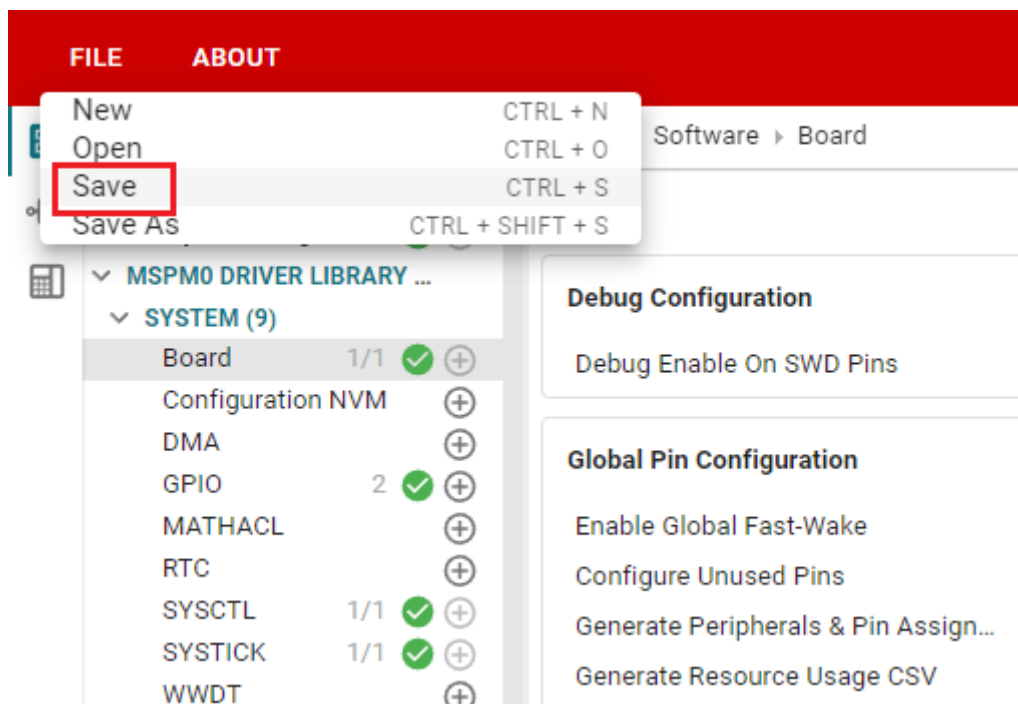 FILE ABOUT
New CTRL + N
Open CTRL + O
Save CTRL + S
Save As CTRL + SHIFT + S
Software Board
MSPM0 DRIVER LIBRARY ...
SYSTEM (9)
Board 1/1
Configuration NVM
DMA
GPIO 2
MATHACL
RTC
SYSCTL 1/1
SYSTICK 1/1
WWDT
Debug Configuration
Debug Enable On SWD Pins
Global Pin Configuration
Enable Global Fast-Wake
Configure Unused Pins
Generate Peripherals & Pin Assign...
Generate Resource Usage CSV